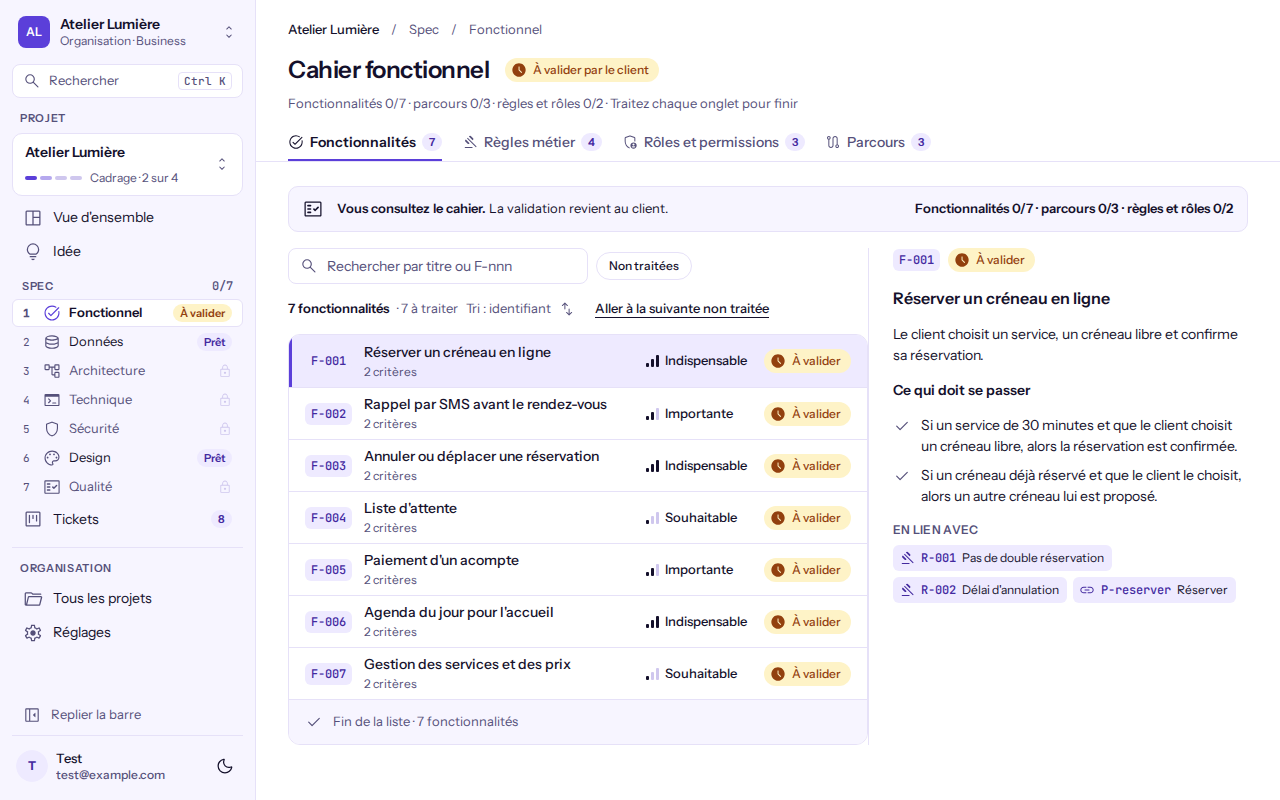 AL
Atelier Lumière
Organisation · Business
Rechercher
Ctrl K
PROJET
Atelier Lumière
Cadrage · 2 sur 4
Vue d'ensemble
Idée
SPEC 0/7
1 Fonctionnel À valider
2 Données Prêt
3 Architecture
4 Technique
5 Sécurité
6 Design Prêt
7 Qualité
Tickets 8
ORGANISATION
Tous les projets
Réglages
Replier la barre
T
Test
test@example.com
Atelier Lumière / Spec / Fonctionnel
Cahier fonctionnel À valider par le client
Fonctionnalités 0/7 · parcours 0/3 · règles et rôles 0/2 · Traitez chaque onglet pour finir
Fonctionnalités 7 Règles métier 4 Rôles et permissions 3 Parcours 3
Vous consultez le cahier. La validation revient au client. Fonctionnalités 0/7 · parcours 0/3 · règles et rôles 0/2
Rechercher par titre ou F-nnn
Non traitées
7 fonctionnalités · 7 à traiter Tri : identifiant Aller à la suivante non traitée
F-001 Réserver un créneau en ligne Indispensable À valider
2 critères
F-002 Rappel par SMS avant le rendez-vous Importante À valider
2 critères
F-003 Annuler ou déplacer une réservation Indispensable À valider
2 critères
F-004 Liste d'attente Souhaitable À valider
2 critères
F-005 Paiement d'un acompte Importante À valider
2 critères
F-006 Agenda du jour pour l'accueil Indispensable À valider
2 critères
F-007 Gestion des services et des prix Souhaitable À valider
2 critères
Fin de la liste · 7 fonctionnalités
F-001 À valider
Réserver un créneau en ligne
Le client choisit un service, un créneau libre et confirme
sa réservation.
Ce qui doit se passer
Si un service de 30 minutes et que le client choisit
un créneau libre, alors la réservation est confirmée.
Si un créneau déjà réservé et que le client le choisit,
alors un autre créneau lui est proposé.
EN LIEN AVEC
R-001 Pas de double réservation
R-002 Délai d'annulation P-reserver Réserver